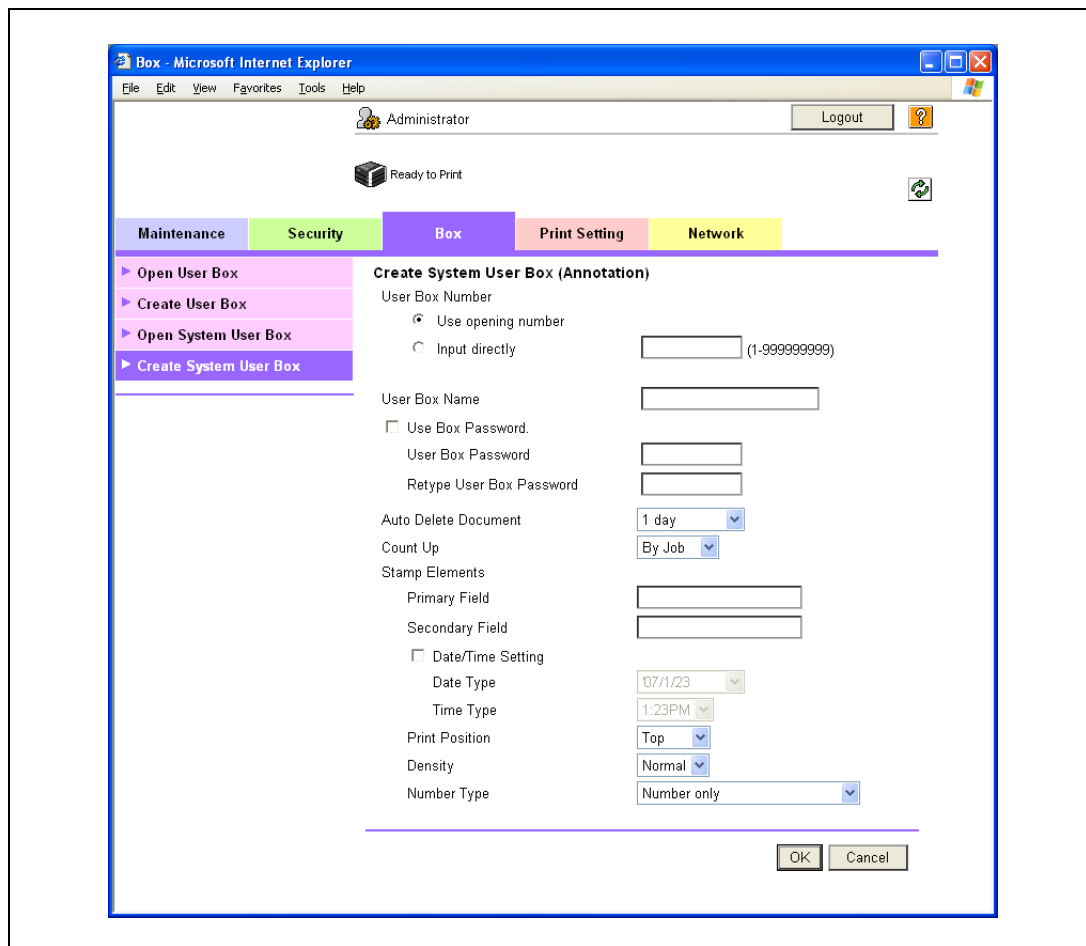 Box - Microsoft Internet Explorer
File Edit View Favorites Tools Help
Administrator Logout ?
Ready to Print
Maintenance Security Box Print Setting Network
Open User Box
Create User Box
Open System User Box
Create System User Box
Create System User Box (Annotation)
User Box Number
Use opening number
Input directly (1-999999999)
User Box Name
Use Box Password.
User Box Password
Retype User Box Password
Auto Delete Document 1 day
Count Up By Job
Stamp Elements
Primary Field
Secondary Field
Date/Time Setting
Date Type '07/1/23
Time Type 1:23PM
Print Position Top
Density Normal
Number Type Number only
OK Cancel